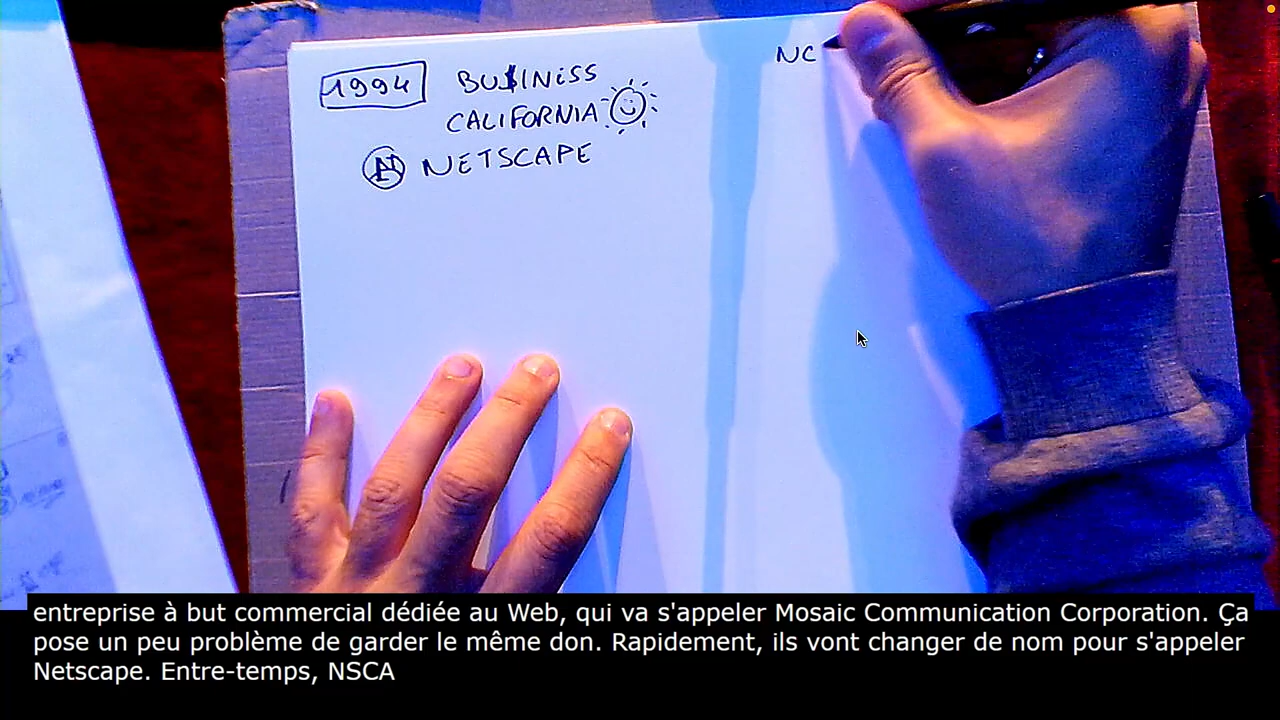 1994 BU$INiSS
CALIFORNIA
N NETSCAPE
NC
entreprise à but commercial dédiée au Web, qui va s'appeler Mosaic Communication Corporation. Ça
pose un peu problème de garder le même don. Rapidement, ils vont changer de nom pour s'appeler
Netscape. Entre-temps, NSCA